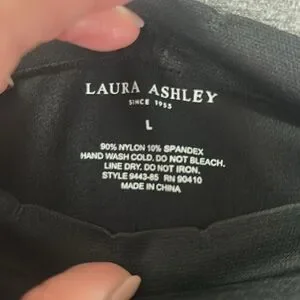 LAURA ASHLEY
SINCE 1953
L
90% NYLON 10% SPANDEX
HAND WASH COLD. DO NOT BLEACH.
LINE DRY. DO NOT IRON.
STYLE 9443-85 RN 90410
MADE IN CHINA